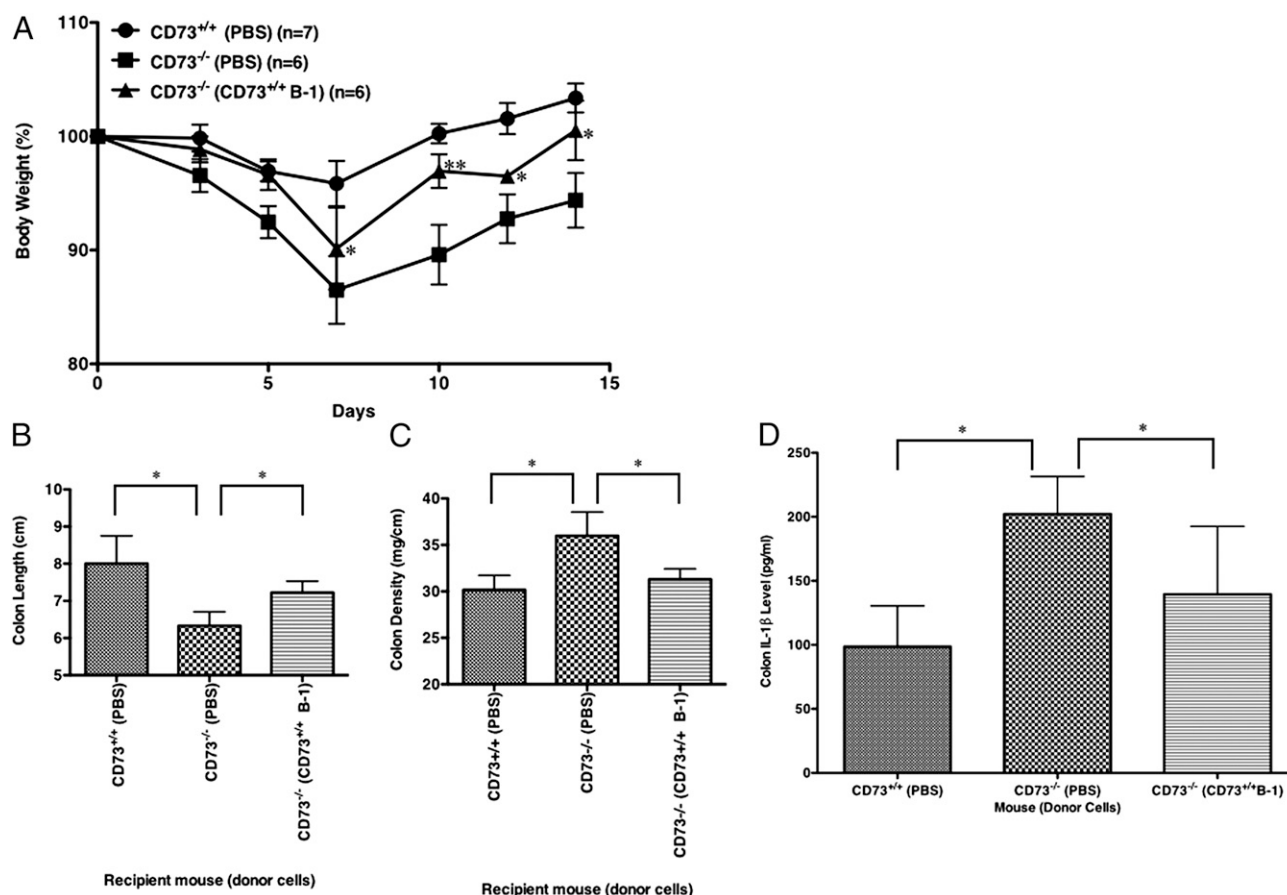 A
CD73+/+ (PBS) (n=7)
CD73-/- (PBS) (n=6)
CD73-/- (CD73+/+ B-1) (n=6)
100
100
90
80
Body Weight (%)
*
**
*
*
0
5
10
15
Days
B
*
*
10
9
8
7
6
5
Colon Length (cm)
CD73+/+ (PBS)
CD73-/- (PBS)
CD73-/- (CD73+/+ B-1)
Recipient mouse (donor cells)
C
*
*
40
35
30
25
20
Colon Density (mg/cm)
CD73+/+ (PBS)
CD73-/- (PBS)
CD73-/- (CD73+/+ B-1)
Recipient mouse (donor cells)
D
*
*
250
200
150
100
50
0
Colon IL-1β Level (pg/ml)
CD73+/+ (PBS)
CD73-/- (PBS)
CD73-/- (CD73+/+B-1)
Mouse (Donor Cells)